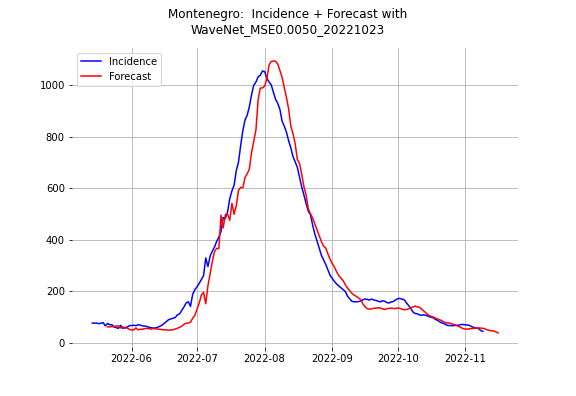 Montenegro:  Incidence + Forecast with
WaveNet_MSE0.0050_20221023
Incidence
Forecast
1000
800
600
400
200
0
2022-06 2022-07 2022-08 2022-09 2022-10 2022-11